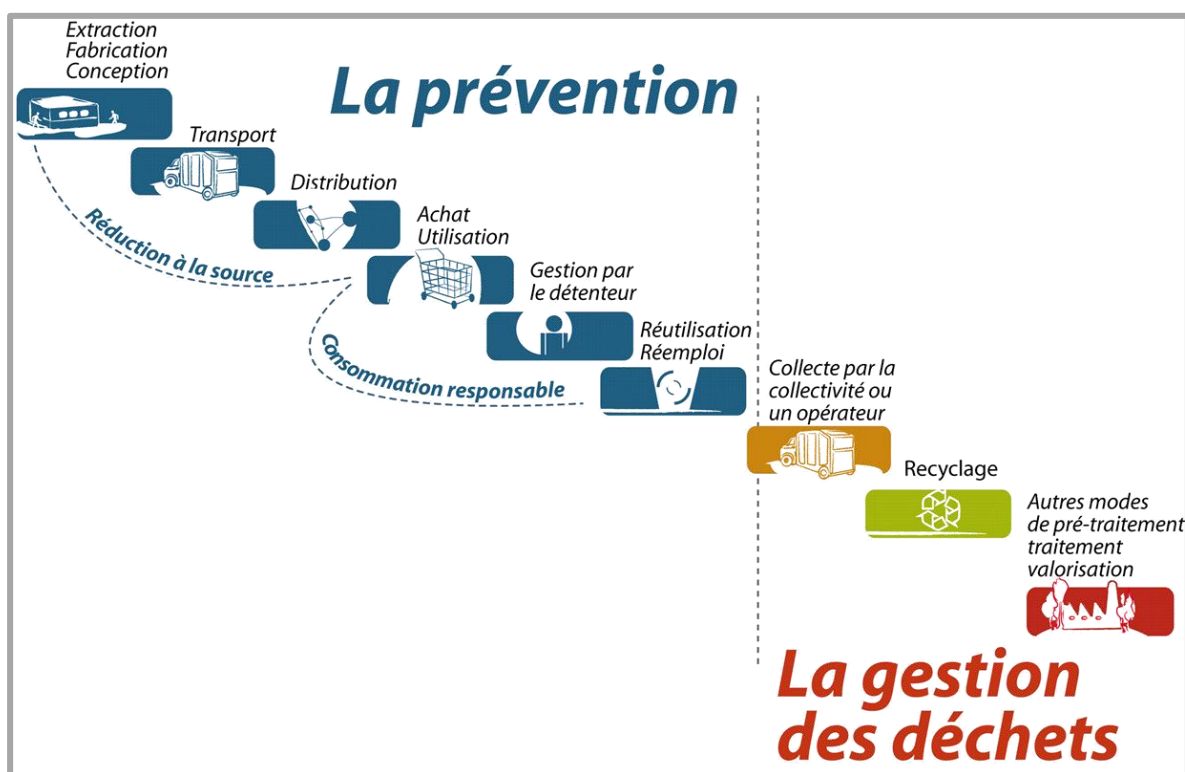 Extraction
Fabrication
Conception
La prévention
Transport
Distribution
Réduction à la source
Achat
Utilisation
Gestion par
le détenteur
Consommation responsable
Réutilisation
Réemploi
Collecte par la
collectivité ou
un opérateur
Recyclage
Autres modes
de pré-traitement
traitement
valorisation
La gestion
des déchets